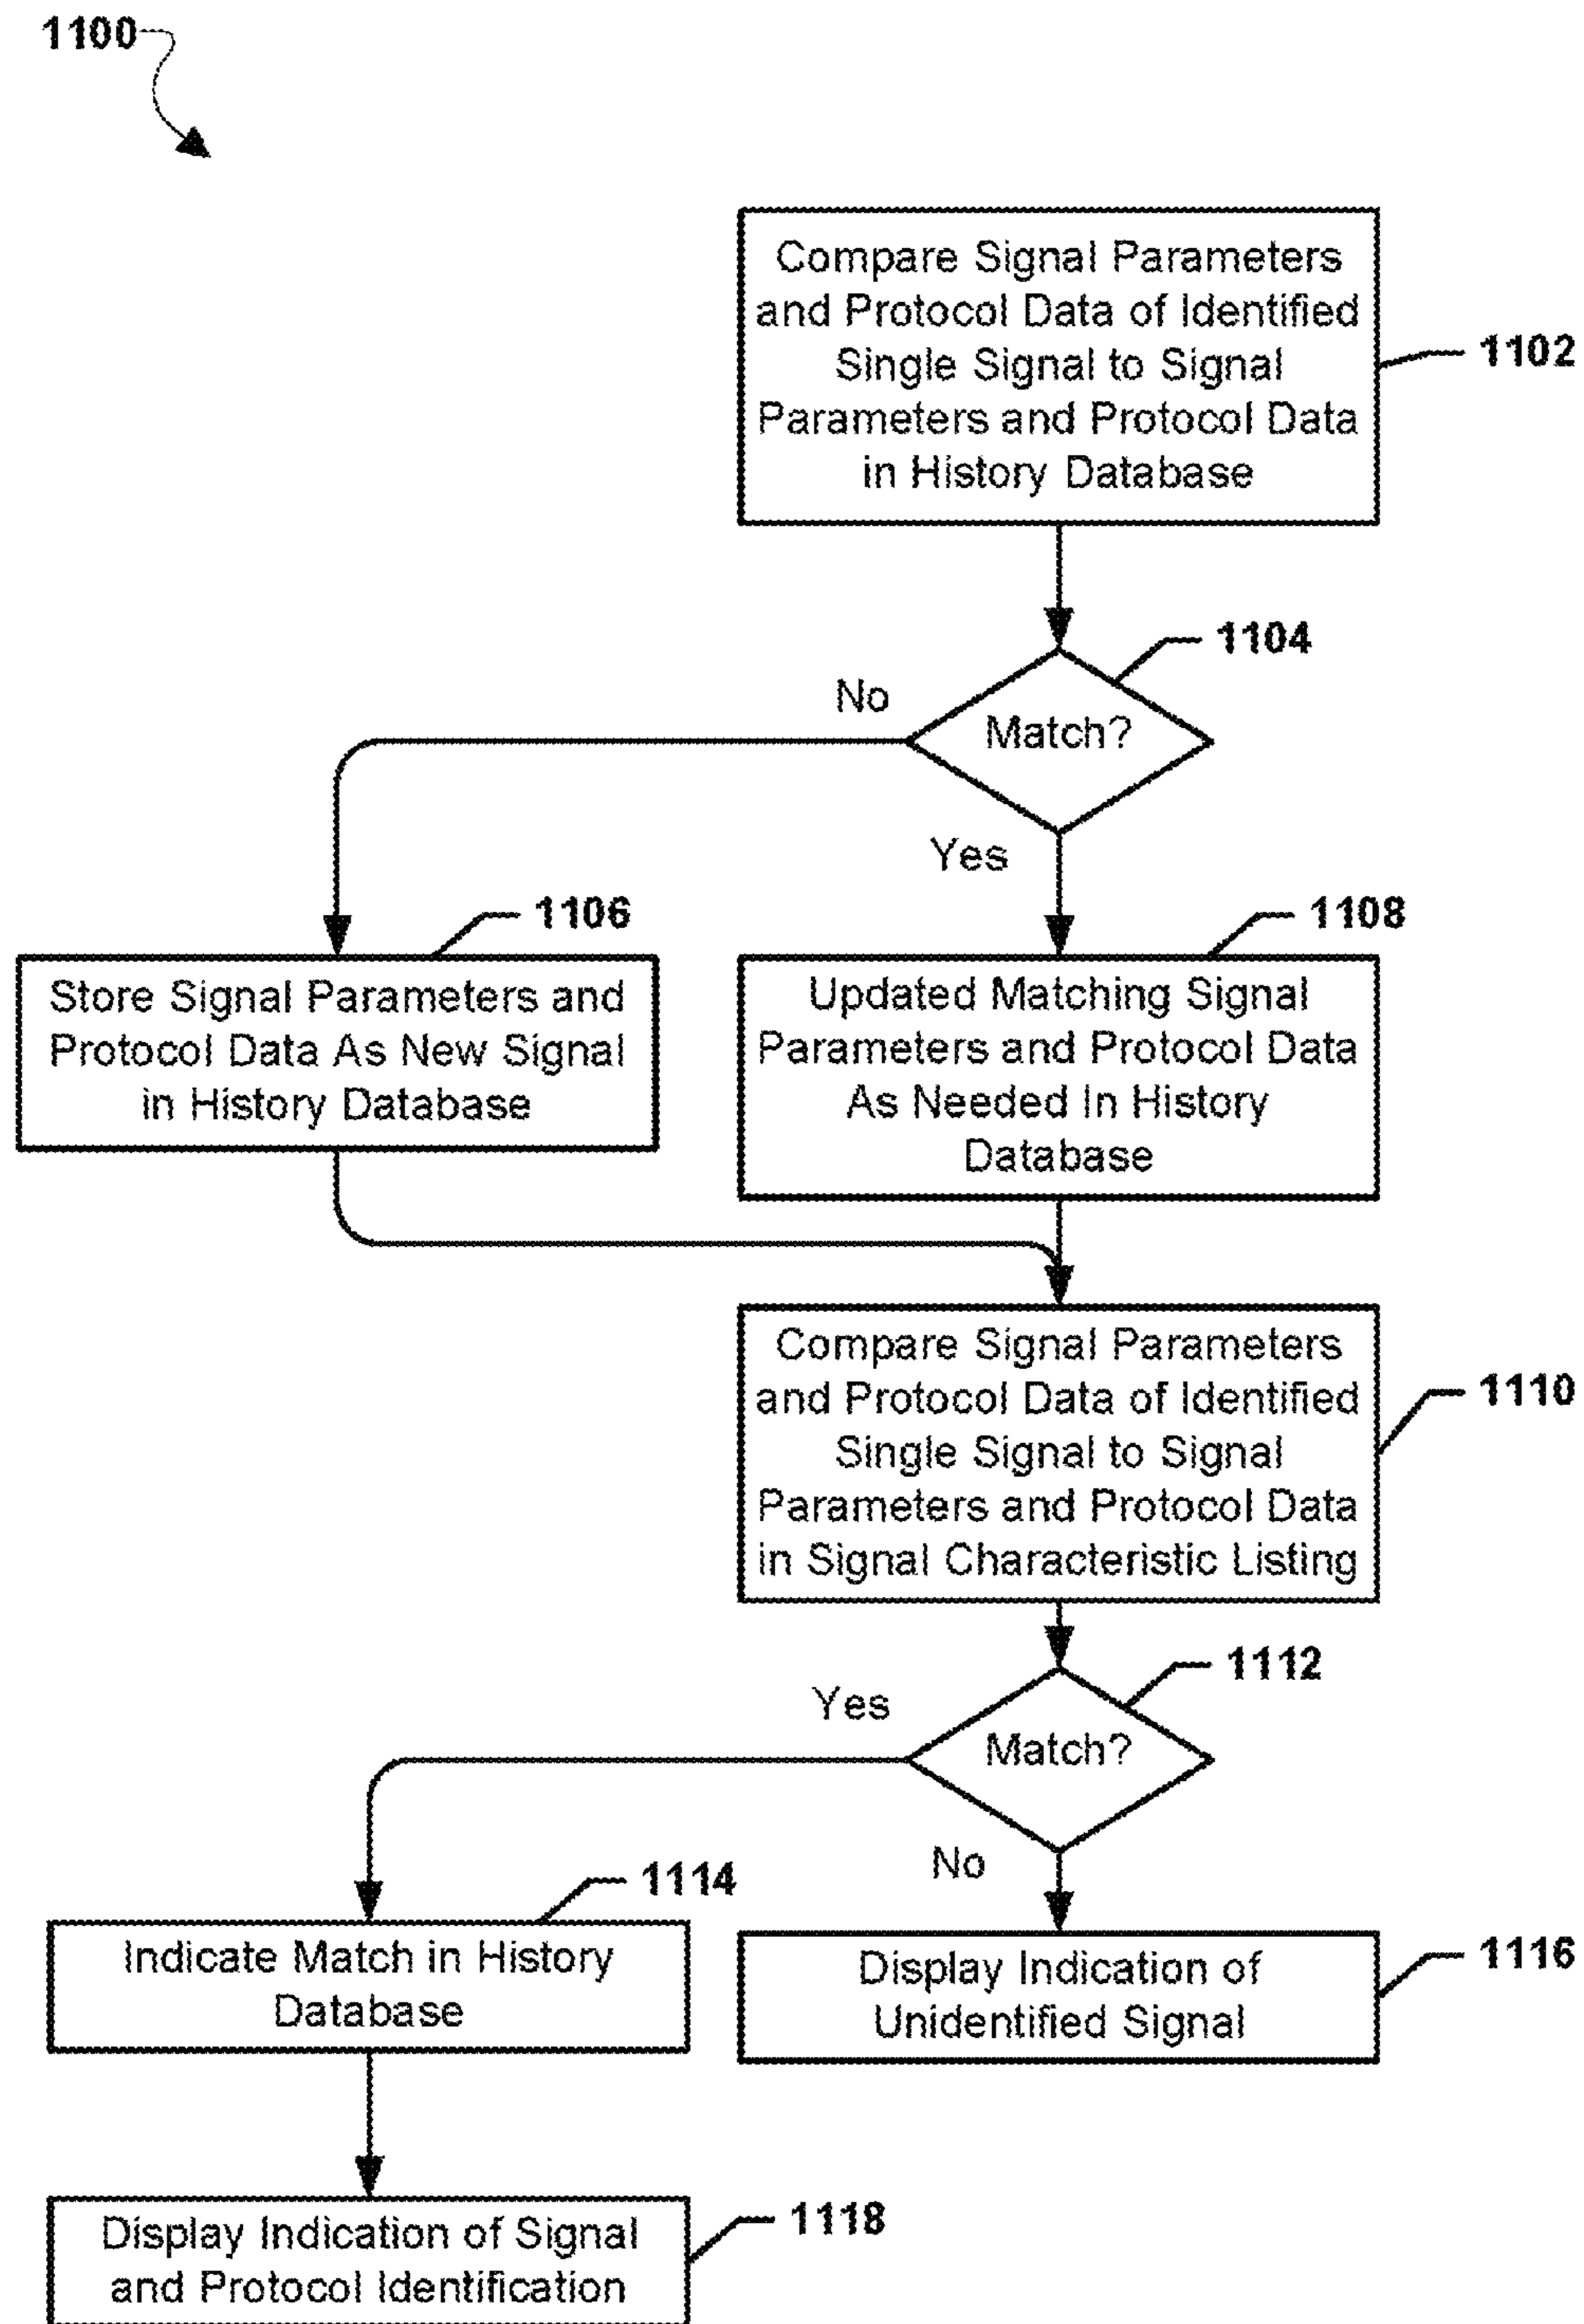 1100
Compare Signal Parameters
and Protocol Data of Identified
Single Signal to Signal
Parameters and Protocol Data
in History Database
1102
1104
No
Match?
Yes
1106
1108
Store Signal Parameters and
Protocol Data As New Signal
in History Database
Updated Matching Signal
Parameters and Protocol Data
As Needed In History
Database
Compare Signal Parameters
and Protocol Data of Identified
Single Signal to Signal
Parameters and Protocol Data
in Signal Characteristic Listing
1110
1112
Yes
Match?
No
1114
Indicate Match in History
Database
Display Indication of
Unidentified Signal
1116
Display Indication of Signal
and Protocol Identification
1118